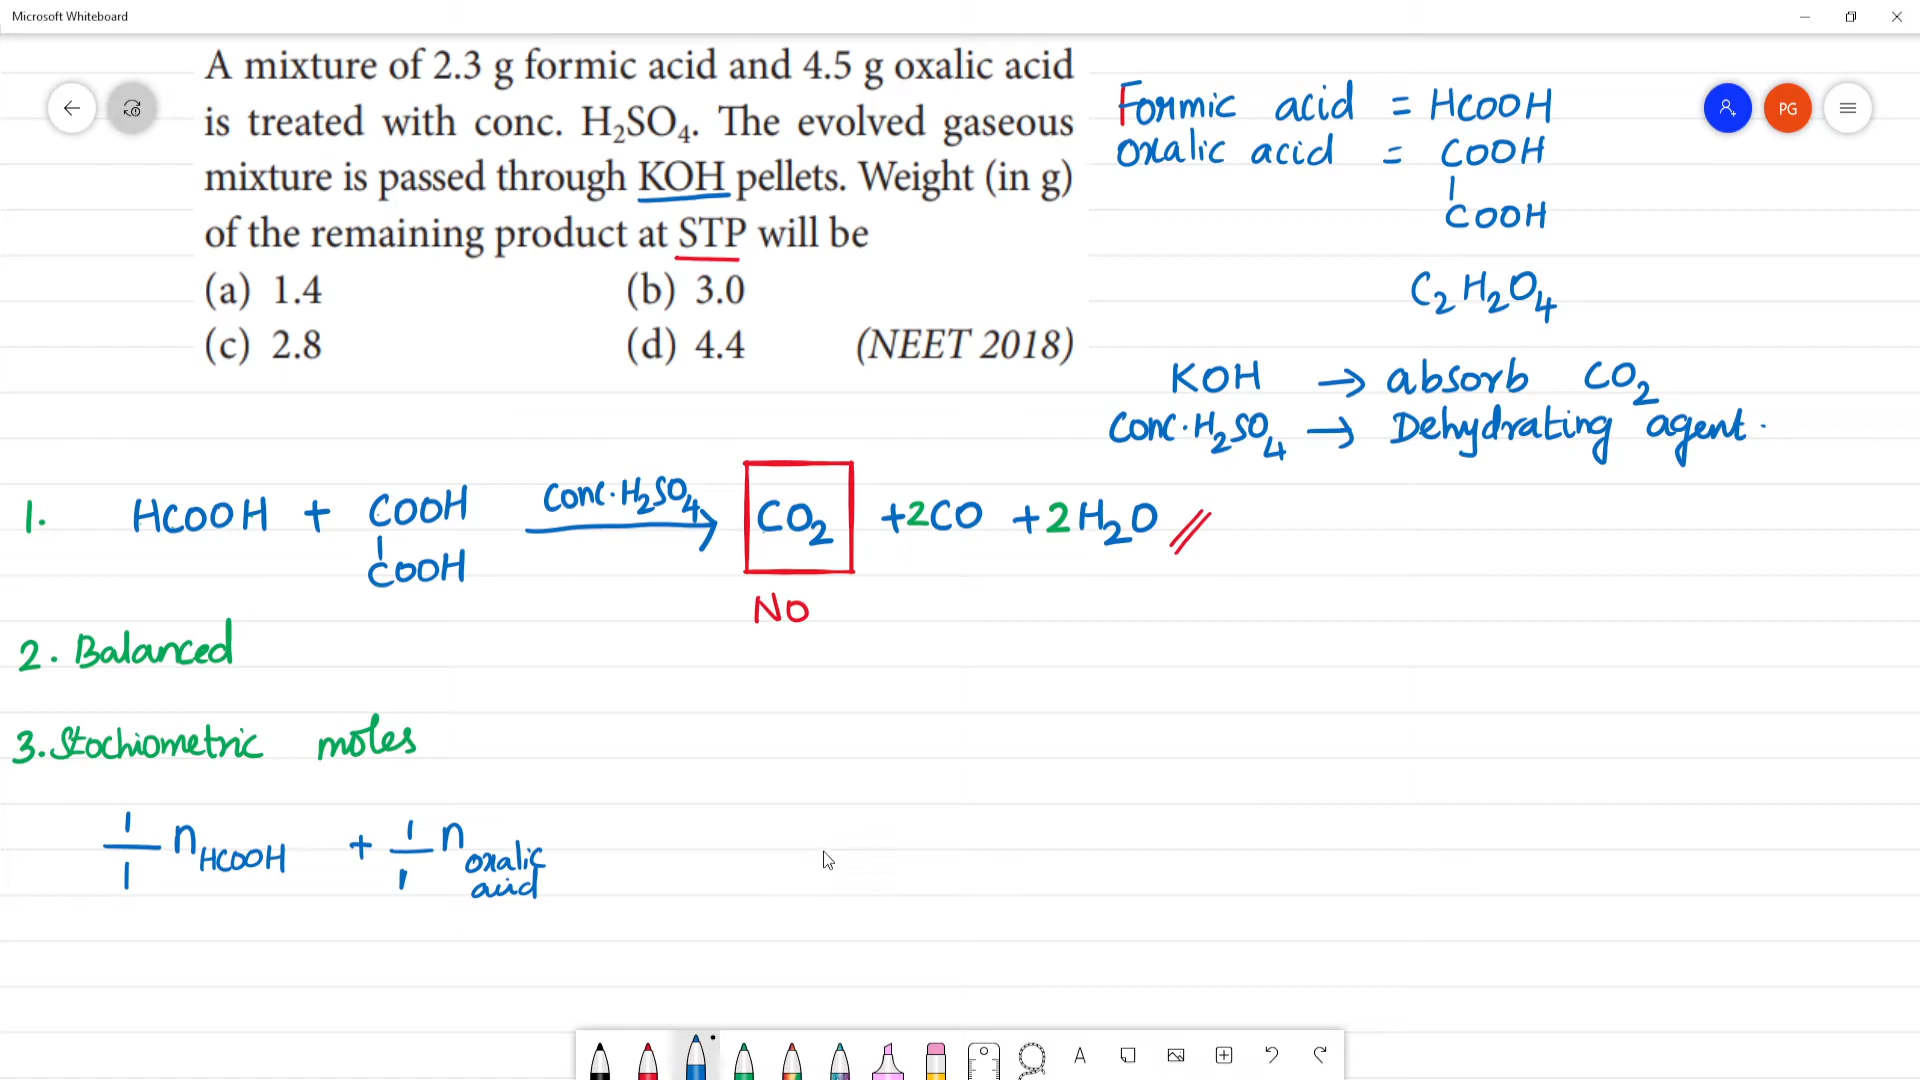 Microsoft Whiteboard
A mixture of 2.3 g formic acid and 4.5 g oxalic acid
is treated with conc. H₂SO₄. The evolved gaseous
mixture is passed through KOH pellets. Weight (in g)
of the remaining product at STP will be
(a) 1.4 (b) 3.0
(c) 2.8 (d) 4.4 (NEET 2018)
Formic acid = HCOOH
Oxalic acid = COOH
COOH
C₂H₂O₄
KOH → absorb CO₂
Conc. H₂SO₄ → Dehydrating agent.
PG
1. HCOOH + COOH Conc. H₂SO₄ → CO₂ + 2CO + 2H₂O //
COOH
NO
2. Balanced
3. Stochiometric moles
1/1 n HCOOH + 1/1 n oxalic acid
A